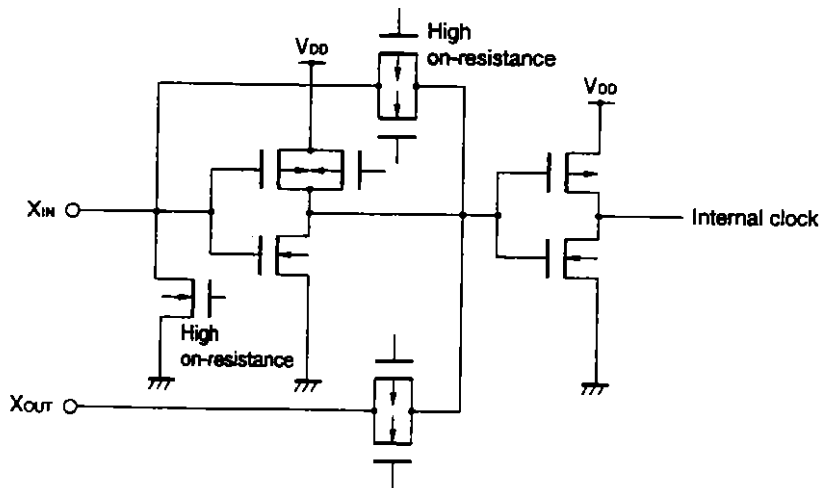 High
on-resistance
VDD
VDD
XIN
Internal clock
High
on-resistance
XOUT